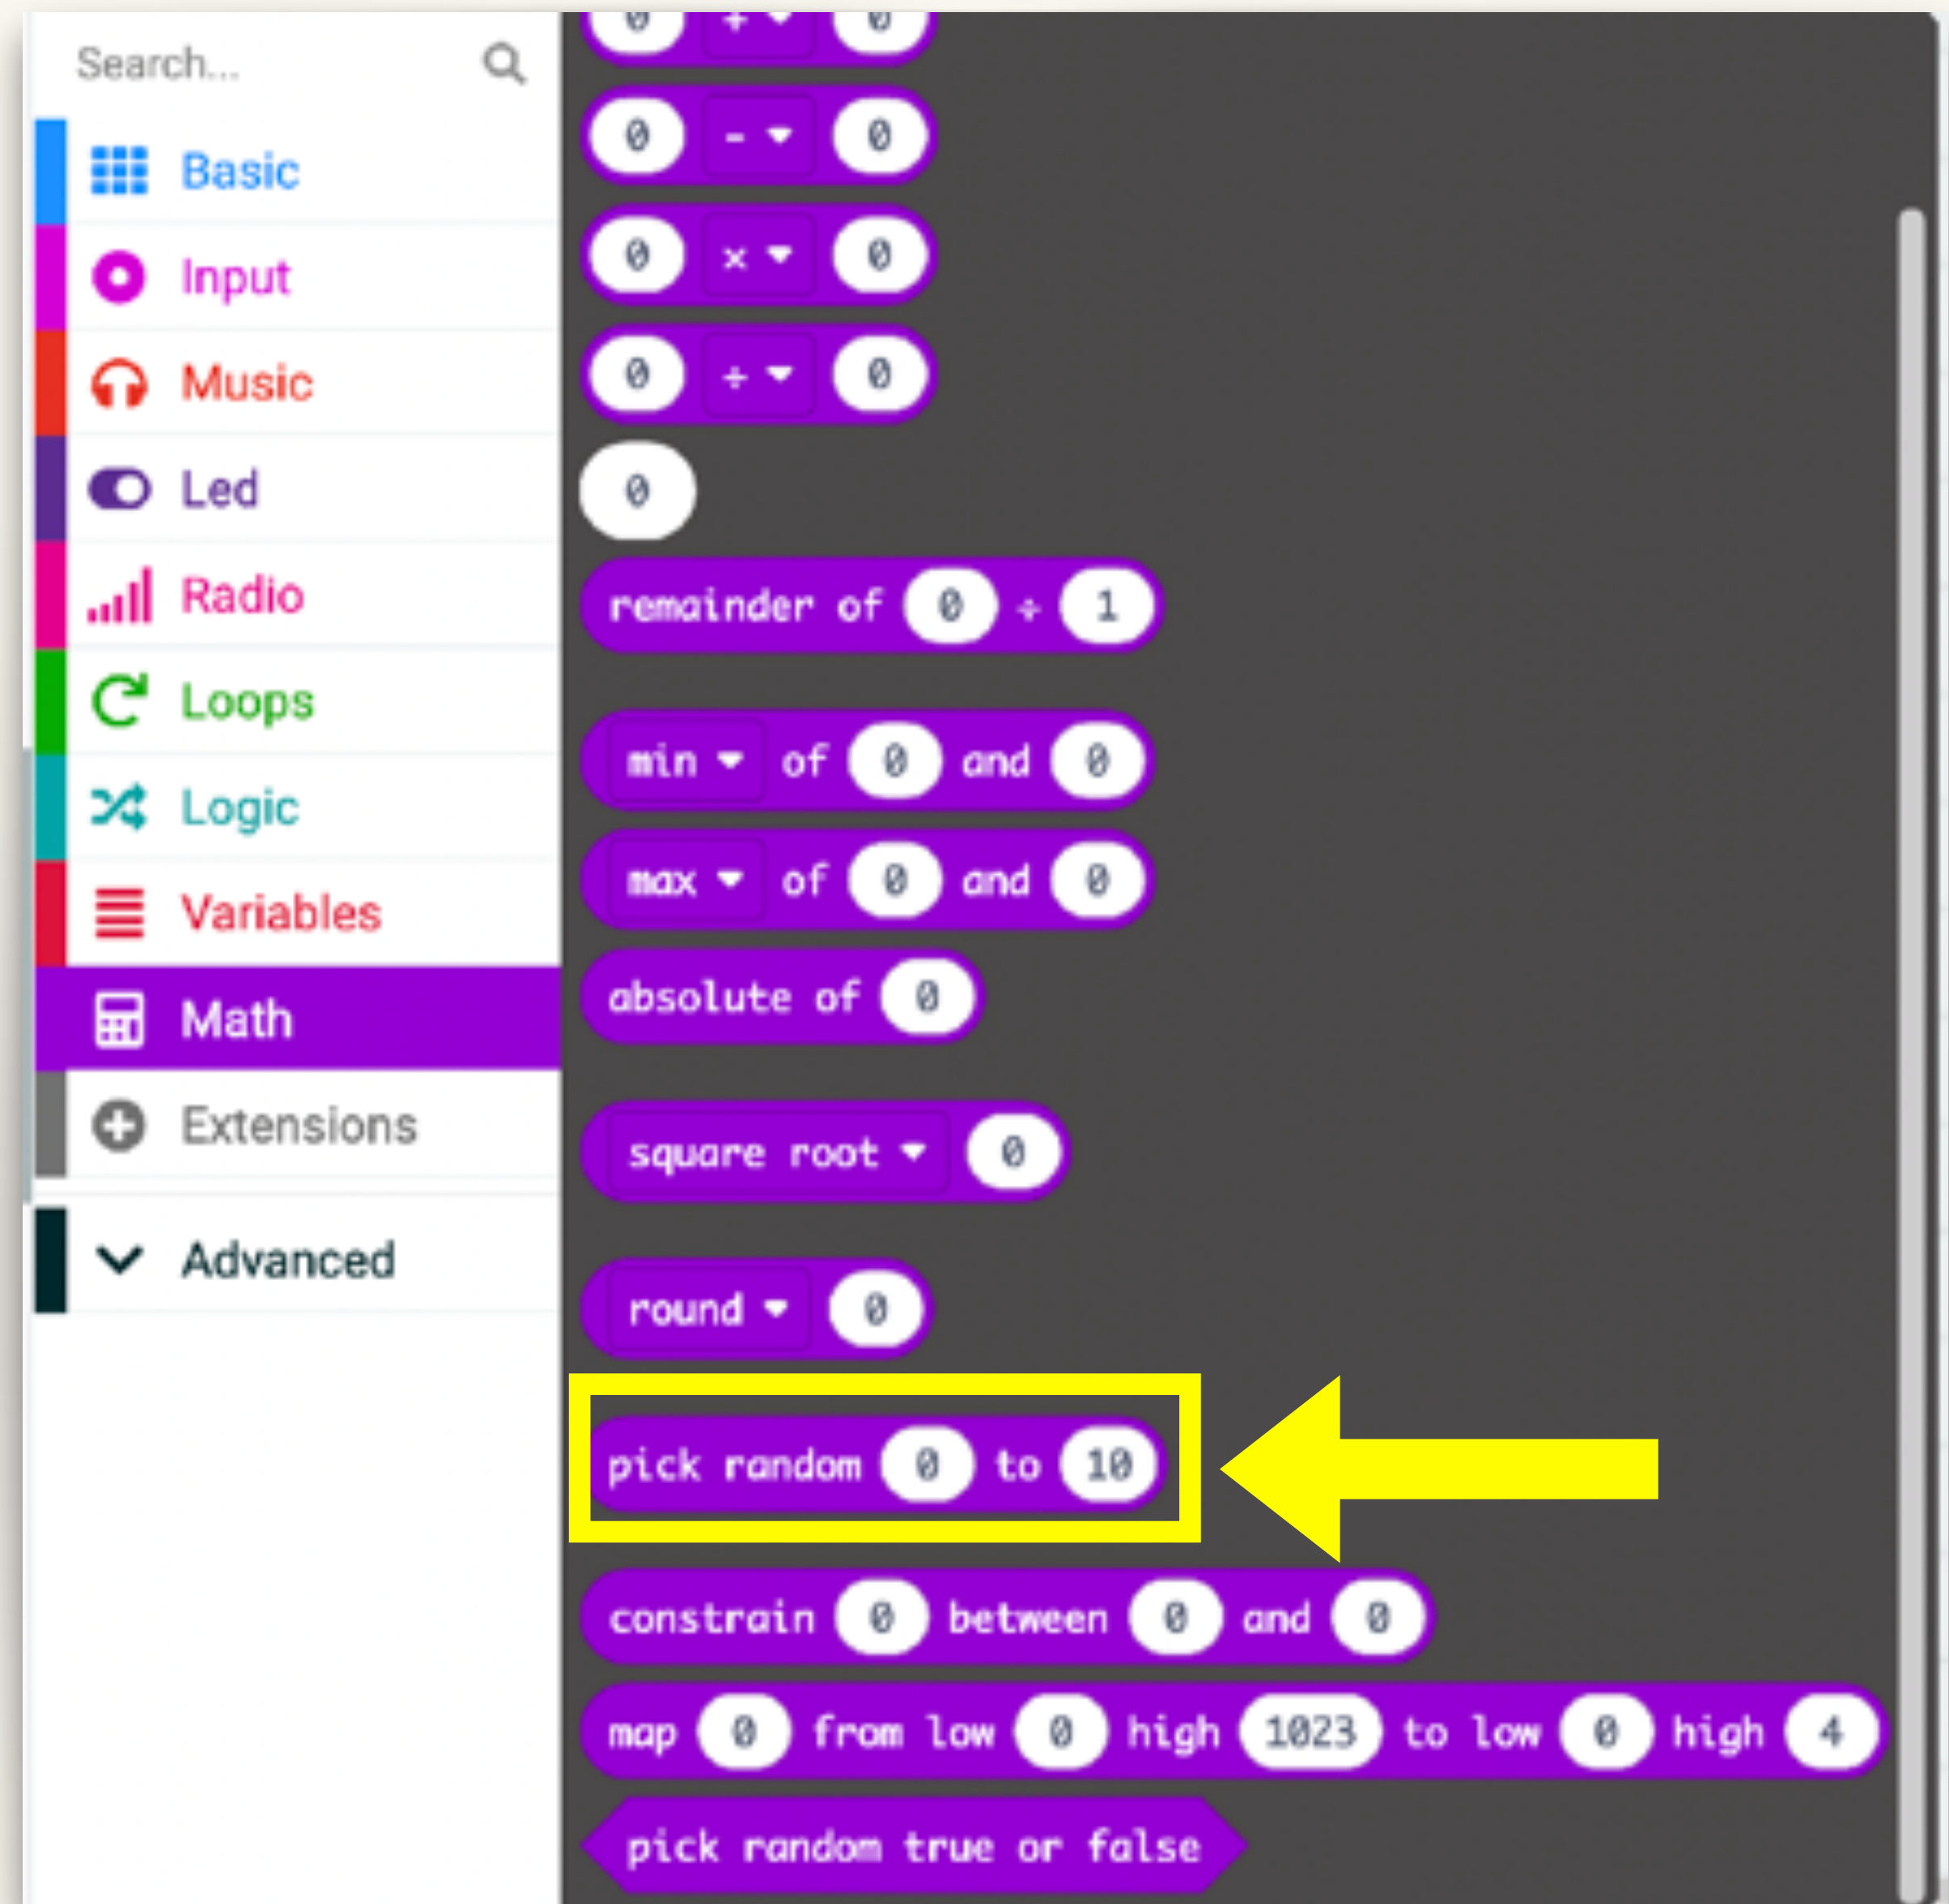 Search...
Basic
Input
Music
Led
Radio
Loops
Logic
Variables
Math
Extensions
Advanced
0 + 0
0 - 0
0 × 0
0 ÷ 0
0
remainder of 0 ÷ 1
min of 0 and 0
max of 0 and 0
absolute of 0
square root 0
round 0
pick random 0 to 10
constrain 0 between 0 and 0
map 0 from low 0 high 1023 to low 0 high 4
pick random true or false